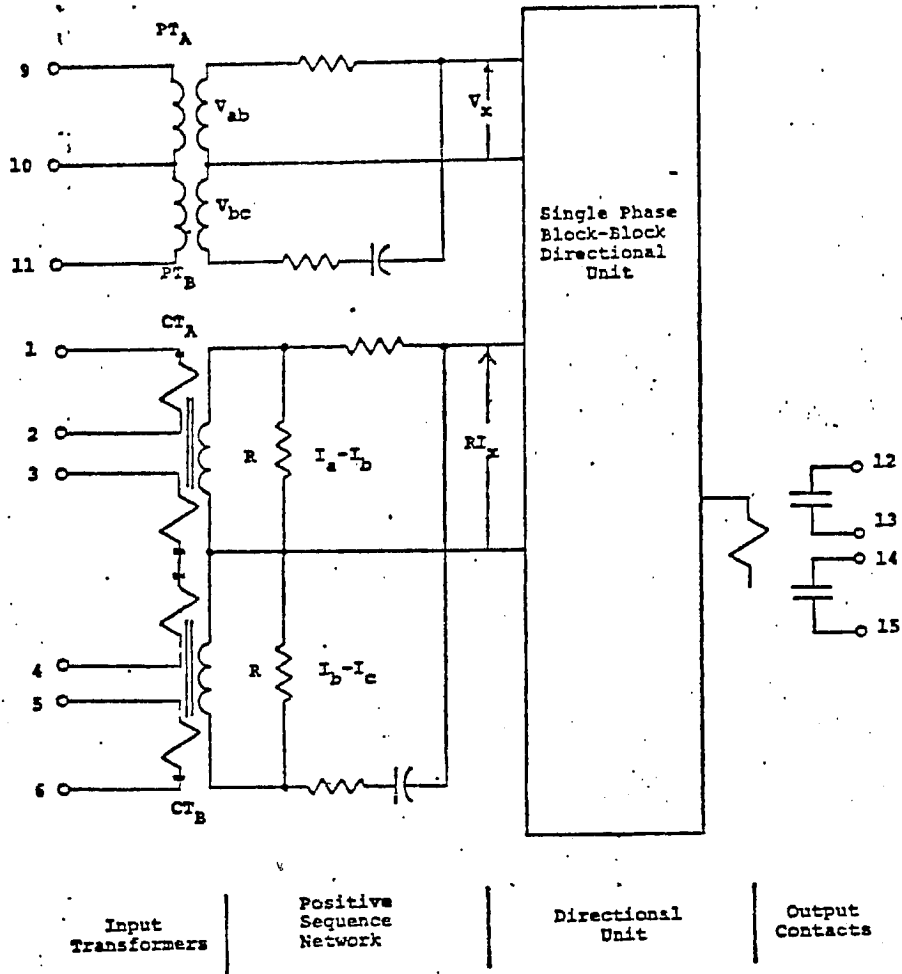 PT_A
9
V_ab
V_x
10
V_bc
11
PT_B
Single Phase
Block-Block
Directional
Unit
CT_A
1
2
3
R
I_a-I_b
RI_x
12
13
14
15
4
5
R
I_b-I_c
6
CT_B
Input
Transformers
Positive
Sequence
Network
Directional
Unit
Output
Contacts